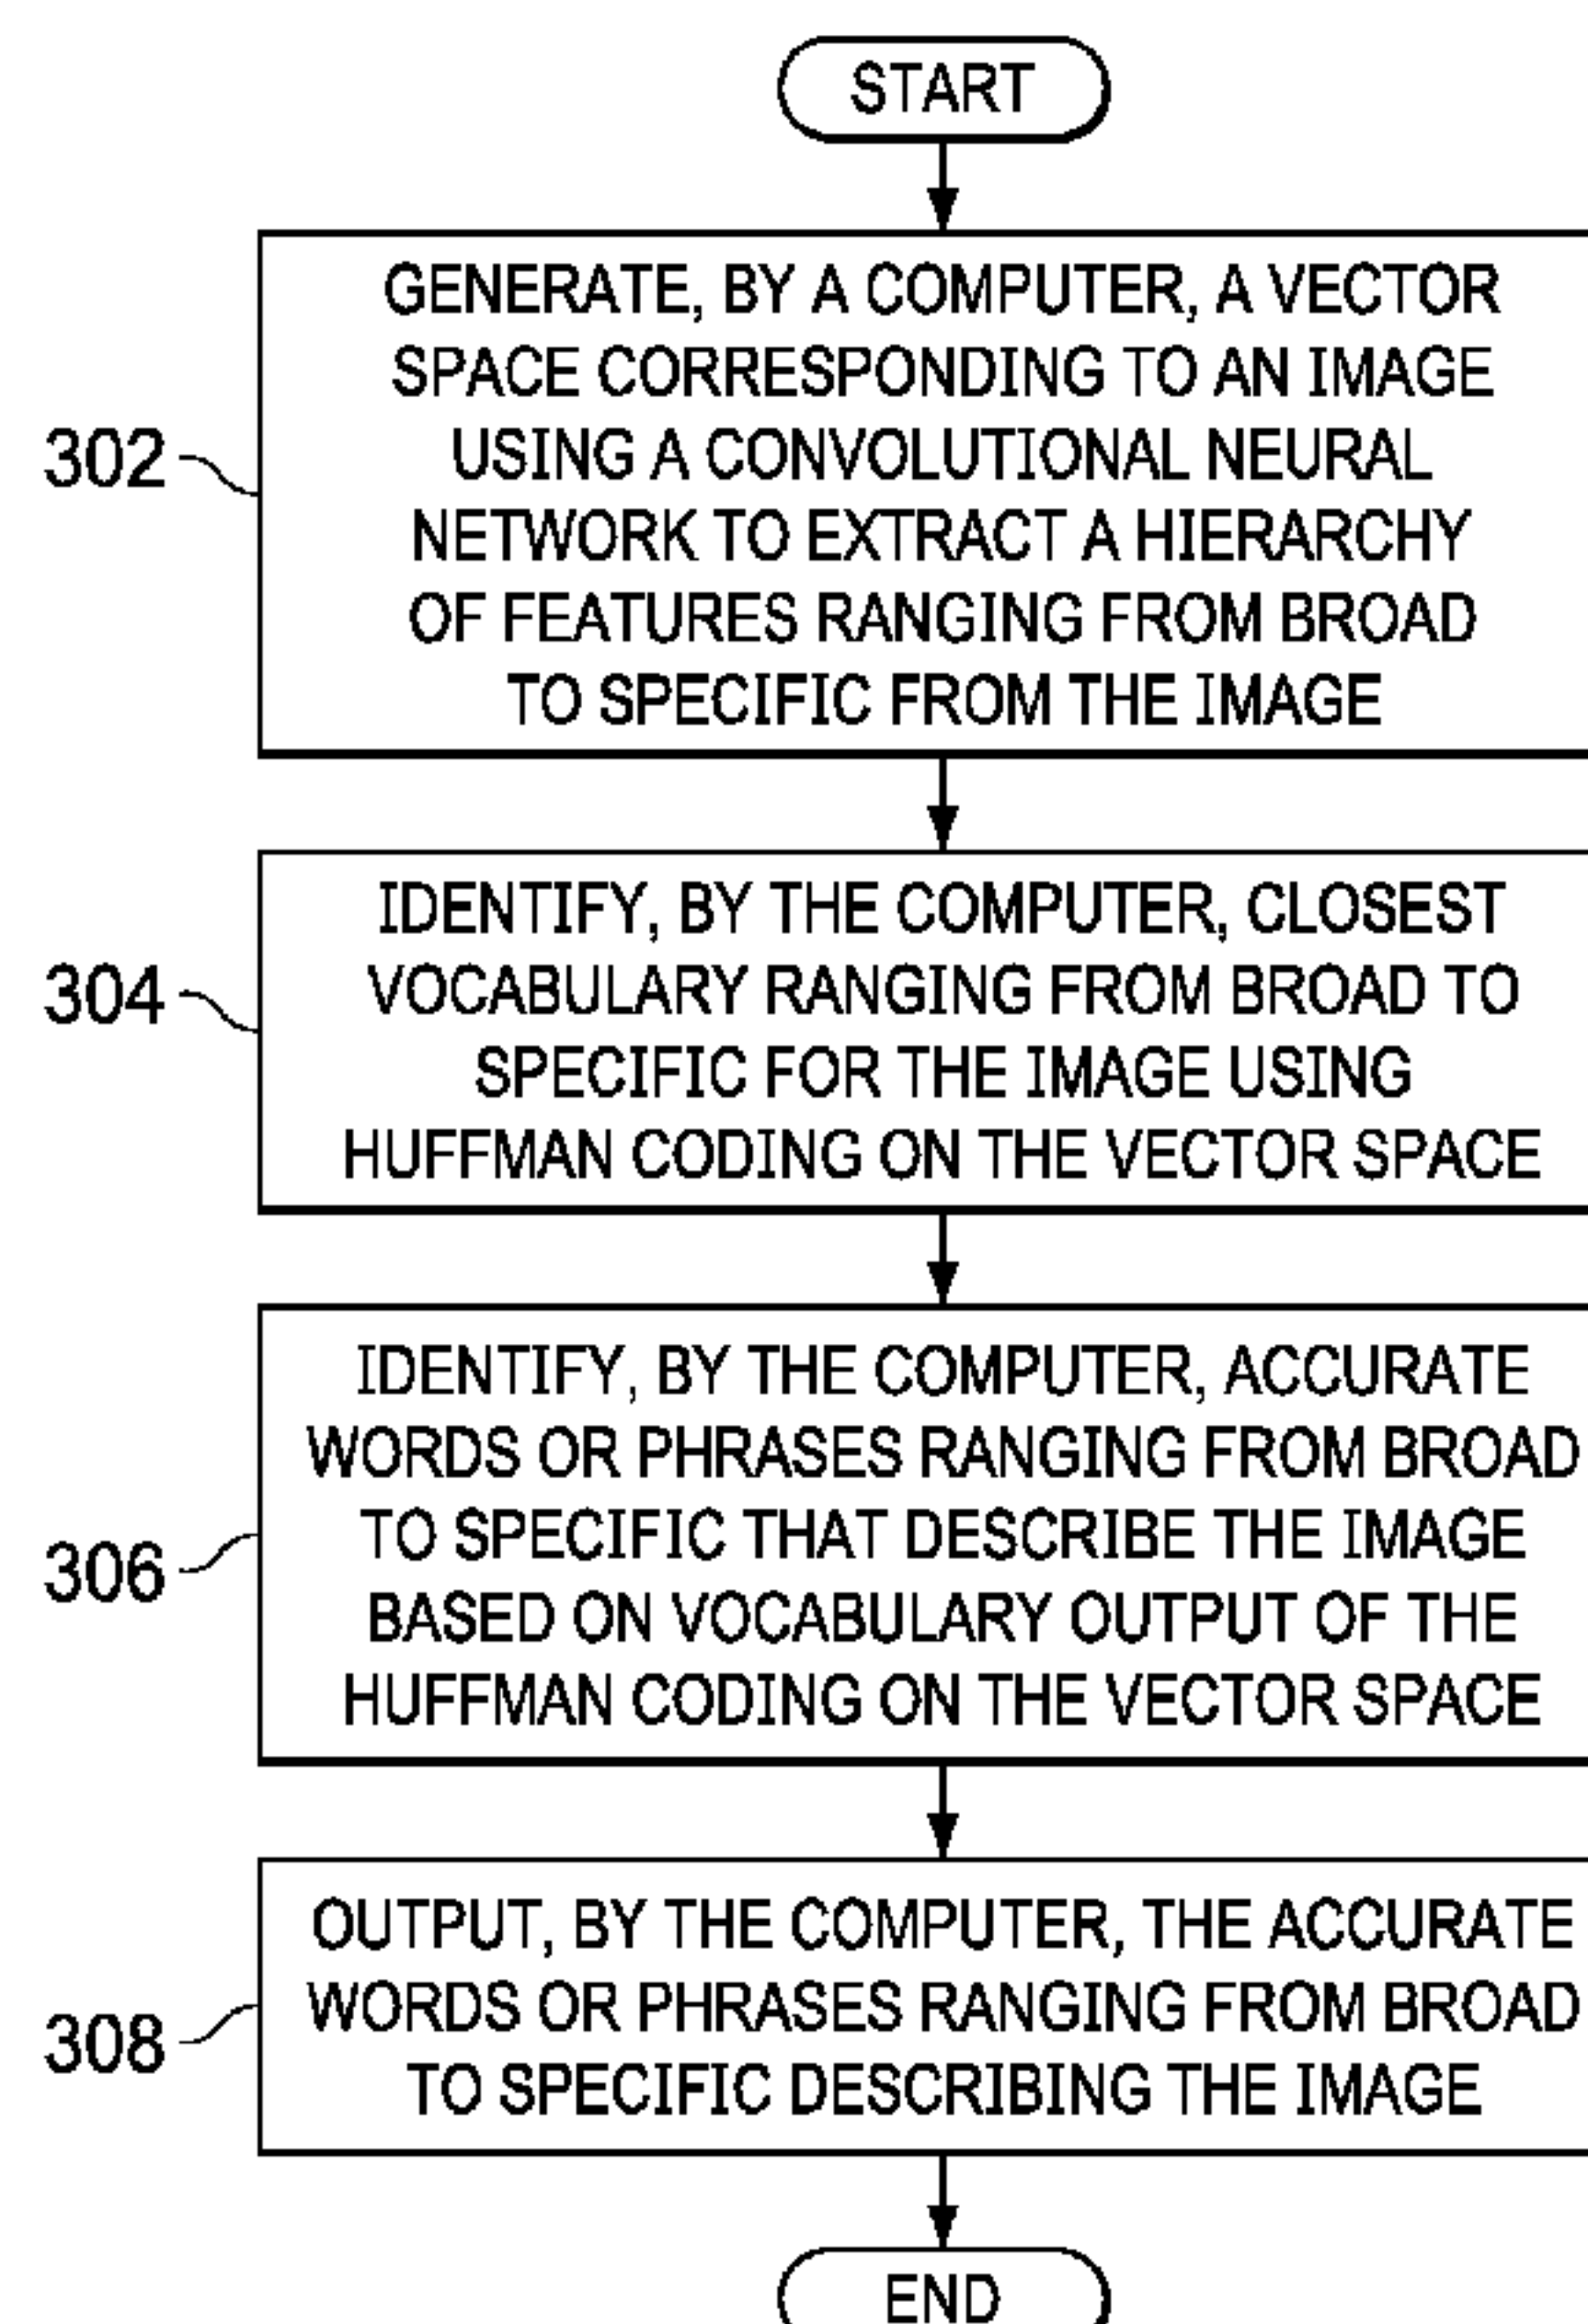 START
GENERATE, BY A COMPUTER, A VECTOR
SPACE CORRESPONDING TO AN IMAGE
USING A CONVOLUTIONAL NEURAL
302
NETWORK TO EXTRACT A HIERARCHY
OF FEATURES RANGING FROM BROAD
TO SPECIFIC FROM THE IMAGE
IDENTIFY, BY THE COMPUTER, CLOSEST
304
VOCABULARY RANGING FROM BROAD TO
SPECIFIC FOR THE IMAGE USING
HUFFMAN CODING ON THE VECTOR SPACE
IDENTIFY, BY THE COMPUTER, ACCURATE
WORDS OR PHRASES RANGING FROM BROAD
TO SPECIFIC THAT DESCRIBE THE IMAGE
306
BASED ON VOCABULARY OUTPUT OF THE
HUFFMAN CODING ON THE VECTOR SPACE
OUTPUT, BY THE COMPUTER, THE ACCURATE
WORDS OR PHRASES RANGING FROM BROAD
308
TO SPECIFIC DESCRIBING THE IMAGE
END